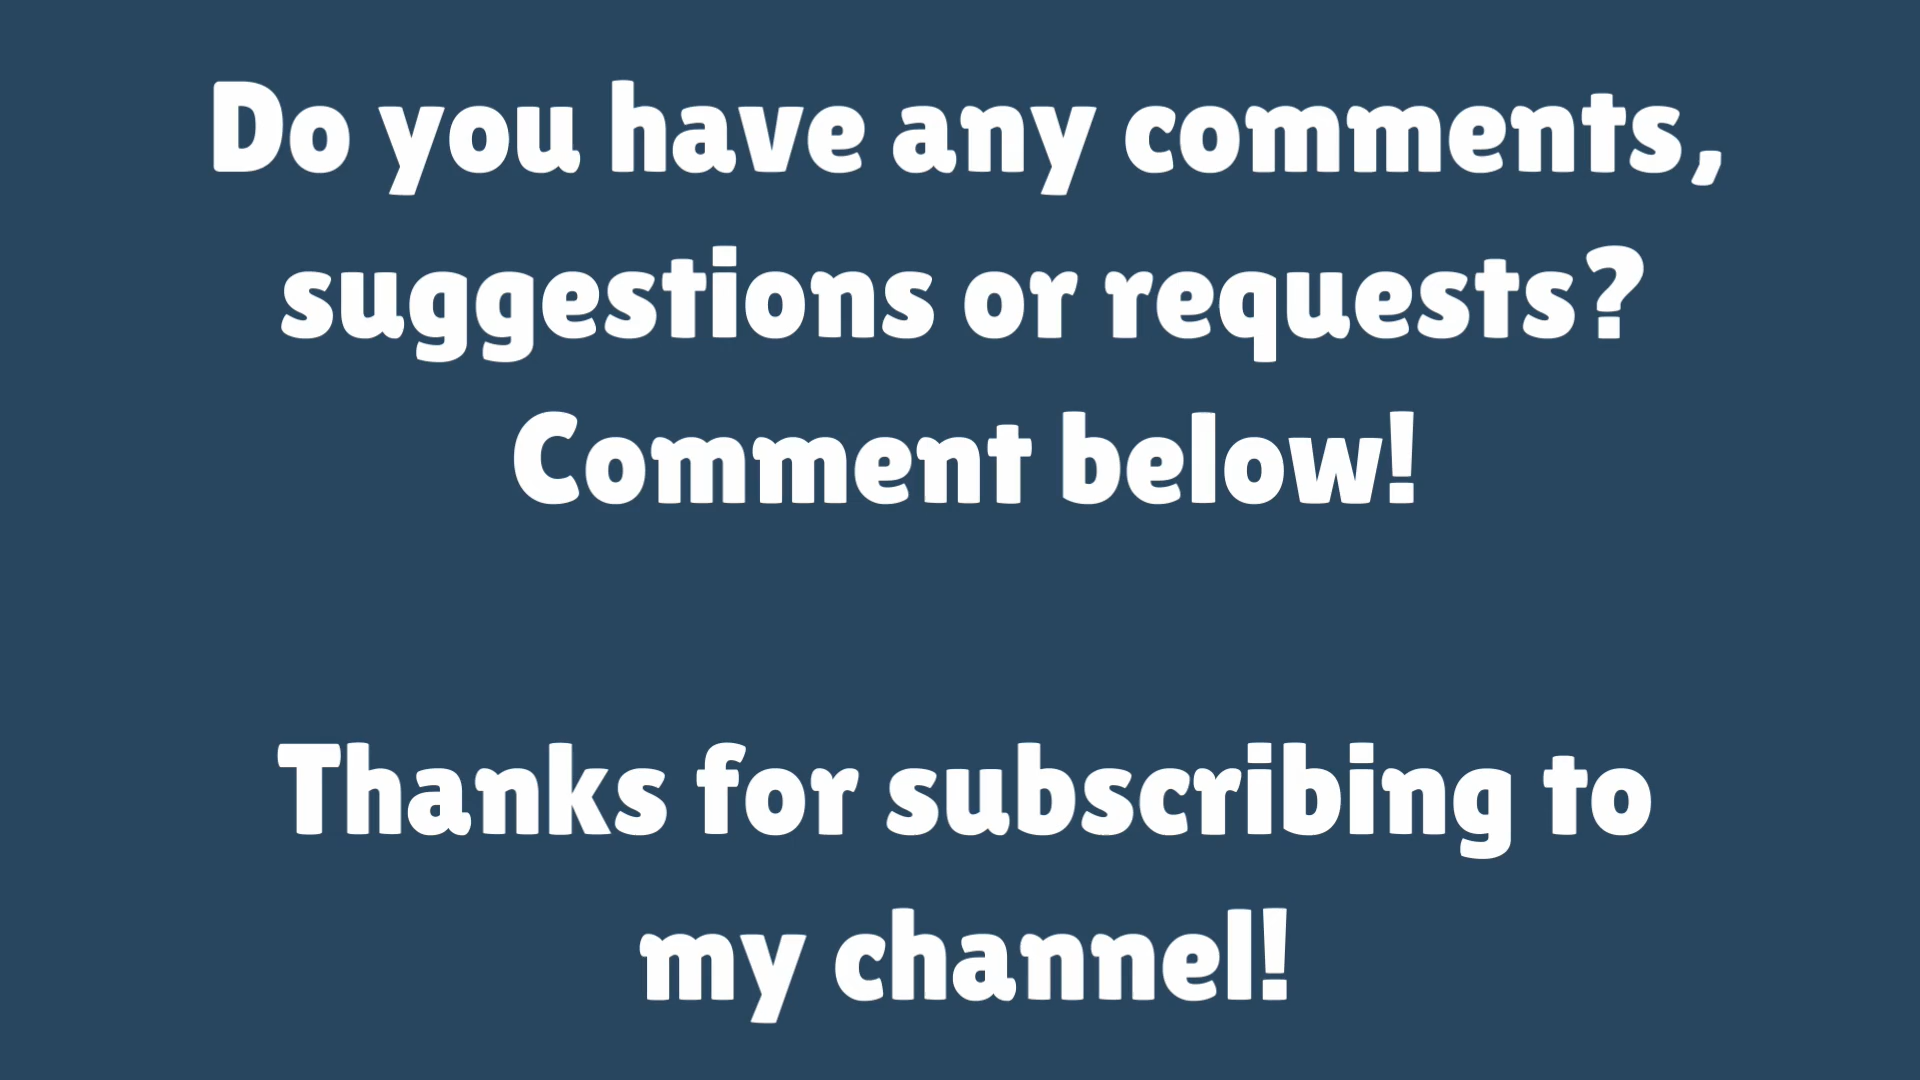 Do you have any comments,
suggestions or requests?
Comment below!
Thanks for subscribing to
my channel!